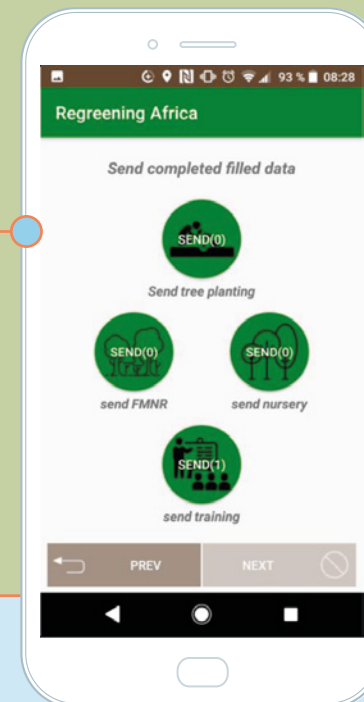 93 % 08:28
Regreening Africa
Send completed filled data
SEND(0)
Send tree planting
SEND(0) SEND(0)
send FMNR send nursery
SEND(1)
send training
PREV NEXT